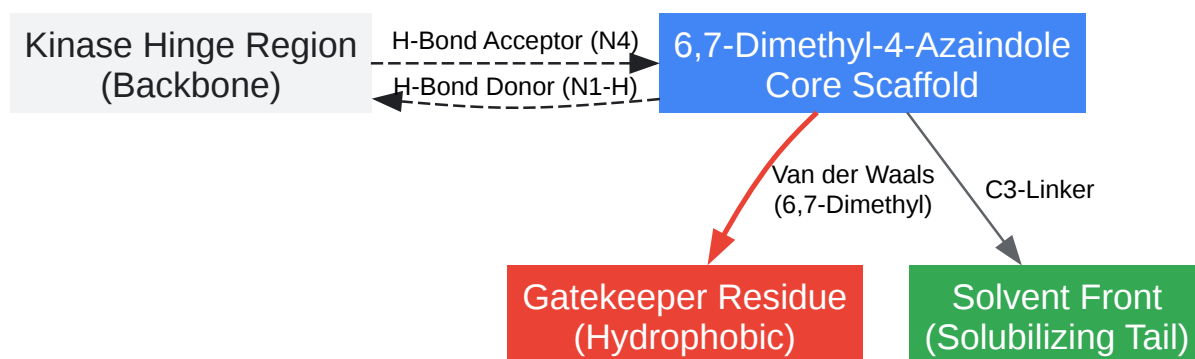 Kinase Hinge Region
(Backbone)
H-Bond Acceptor (N4)
H-Bond Donor (N1-H)
6,7-Dimethyl-4-Azaindole
Core Scaffold
Van der Waals
(6,7-Dimethyl)
C3-Linker
Gatekeeper Residue
(Hydrophobic)
Solvent Front
(Solubilizing Tail)